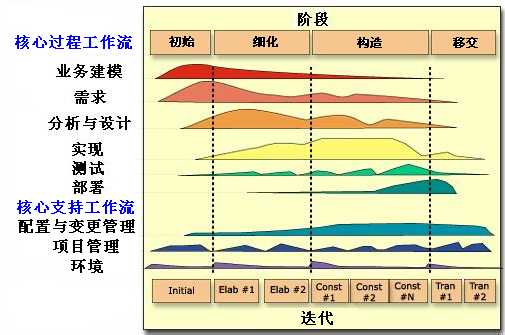 阶段
核心过程工作流 初始 细化 构造 移交
业务建模
需求
分析与设计
实现
测试
部署
核心支持工作流
配置与变更管理
项目管理
环境
Initial Elab #1 Elab #2 Const #1 Const #2 Const #N Tran #1 Tran #2
迭代